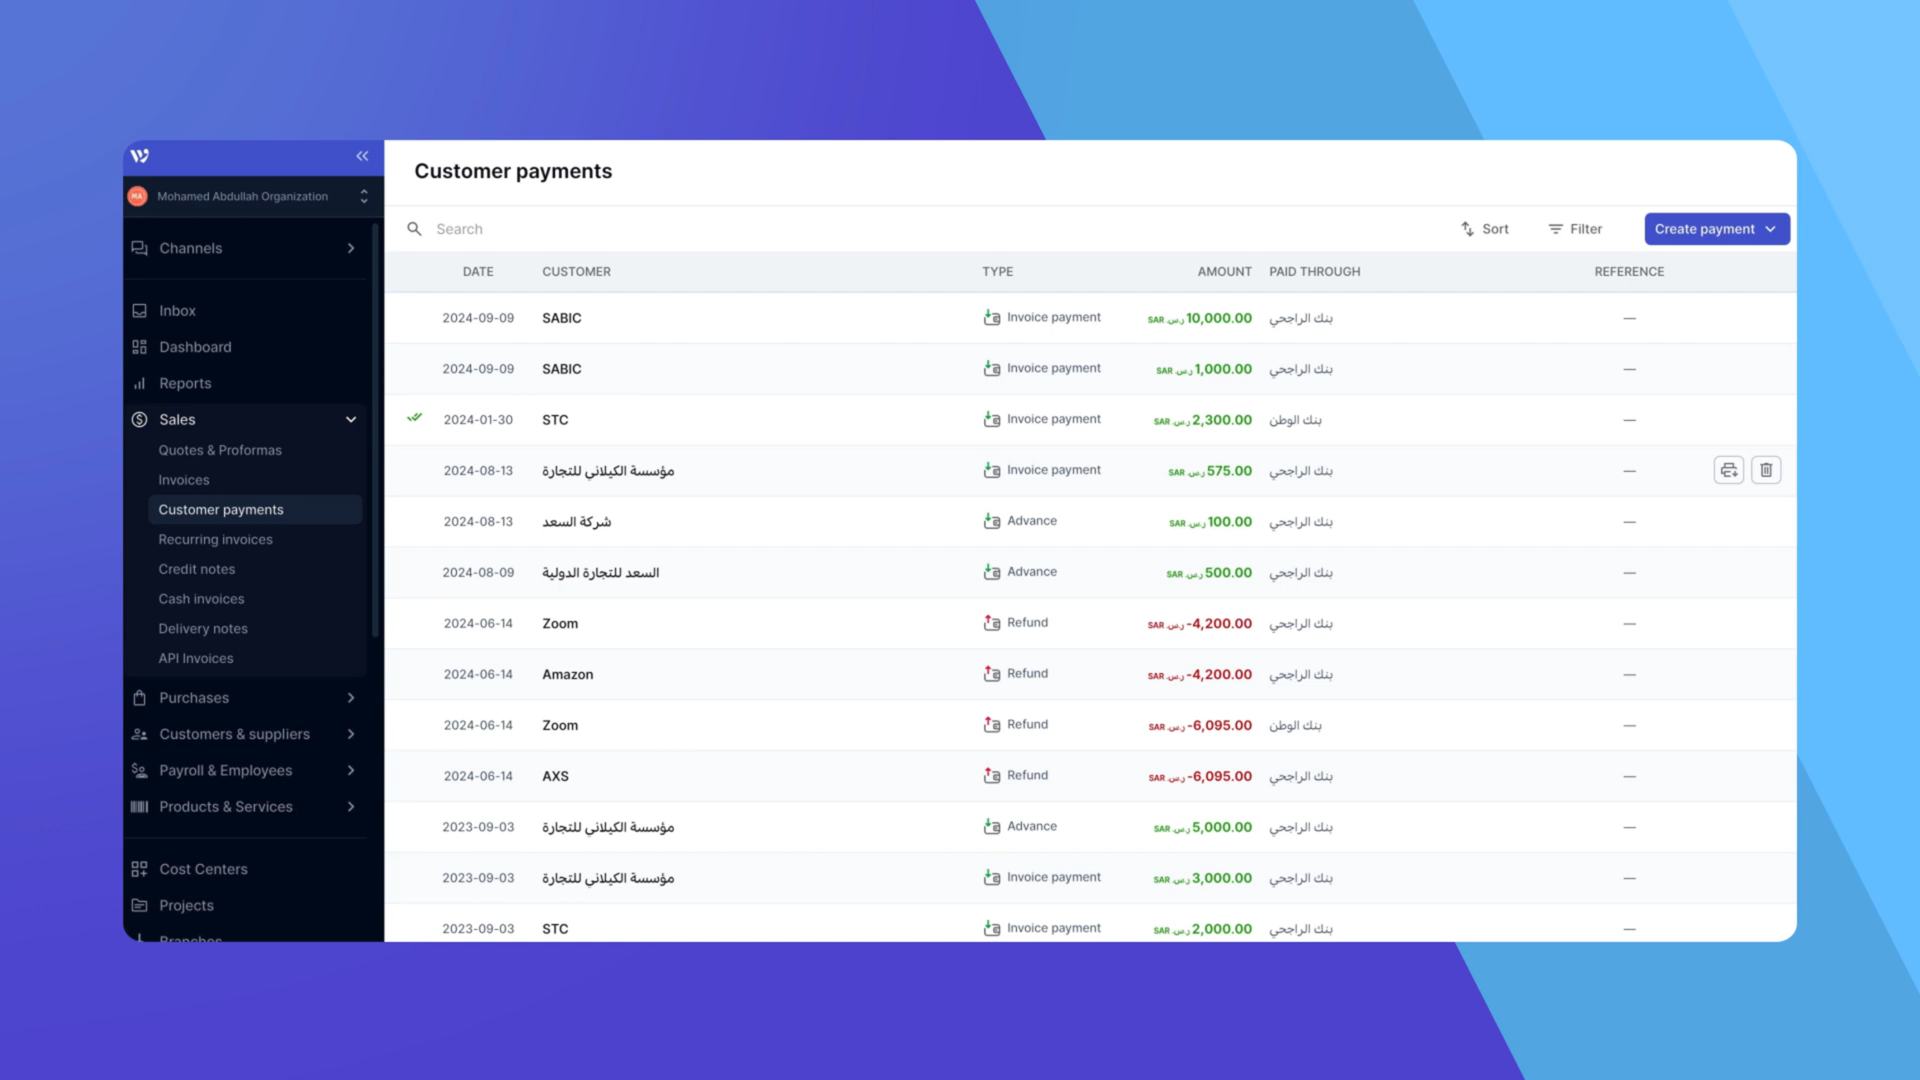 MA Mohamed Abdullah Organization
Channels
Inbox
Dashboard
Reports
Sales
Quotes & Proformas
Invoices
Customer payments
Recurring invoices
Credit notes
Cash invoices
Delivery notes
API Invoices
Purchases
Customers & suppliers
Payroll & Employees
Products & Services
Cost Centers
Projects
Branches
Customer payments
Search Sort Filter Create payment
DATE CUSTOMER TYPE AMOUNT PAID THROUGH REFERENCE
2024-09-09 SABIC Invoice payment SAR ر.س. 10,000.00 بنك الراجحي —
2024-09-09 SABIC Invoice payment SAR ر.س. 1,000.00 بنك الراجحي —
2024-01-30 STC Invoice payment SAR ر.س. 2,300.00 بنك الوطن —
2024-08-13 مؤسسة الكيلاني للتجارة Invoice payment SAR ر.س. 575.00 بنك الراجحي —
2024-08-13 شركة السعد Advance SAR ر.س. 100.00 بنك الراجحي —
2024-08-09 السعد للتجارة الدولية Advance SAR ر.س. 500.00 بنك الراجحي —
2024-06-14 Zoom Refund SAR ر.س. -4,200.00 بنك الراجحي —
2024-06-14 Amazon Refund SAR ر.س. -4,200.00 بنك الراجحي —
2024-06-14 Zoom Refund SAR ر.س. -6,095.00 بنك الوطن —
2024-06-14 AXS Refund SAR ر.س. -6,095.00 بنك الراجحي —
2023-09-03 مؤسسة الكيلاني للتجارة Advance SAR ر.س. 5,000.00 بنك الراجحي —
2023-09-03 مؤسسة الكيلاني للتجارة Invoice payment SAR ر.س. 3,000.00 بنك الراجحي —
2023-09-03 STC Invoice payment SAR ر.س. 2,000.00 بنك الراجحي —